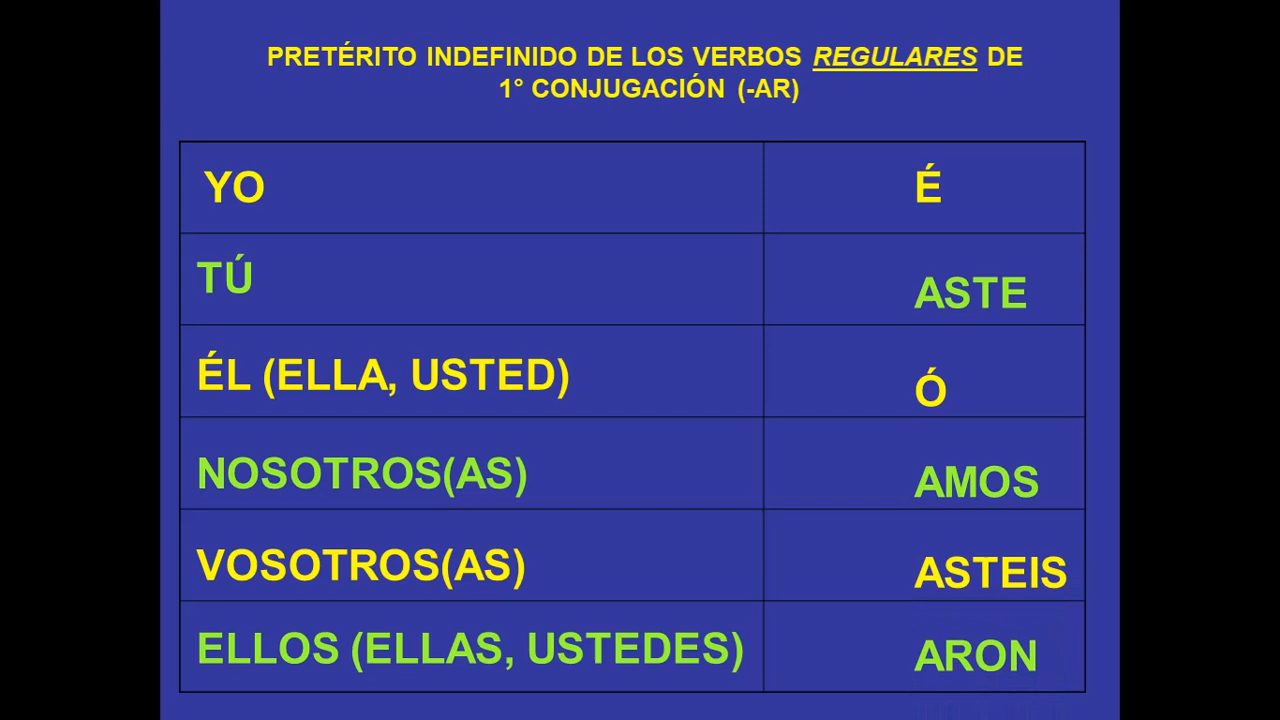 PRETÉRITO INDEFINIDO DE LOS VERBOS REGULARES DE
1° CONJUGACIÓN (-AR)
YO É
TÚ ASTE
ÉL (ELLA, USTED) Ó
NOSOTROS(AS) AMOS
VOSOTROS(AS) ASTEIS
ELLOS (ELLAS, USTEDES) ARON